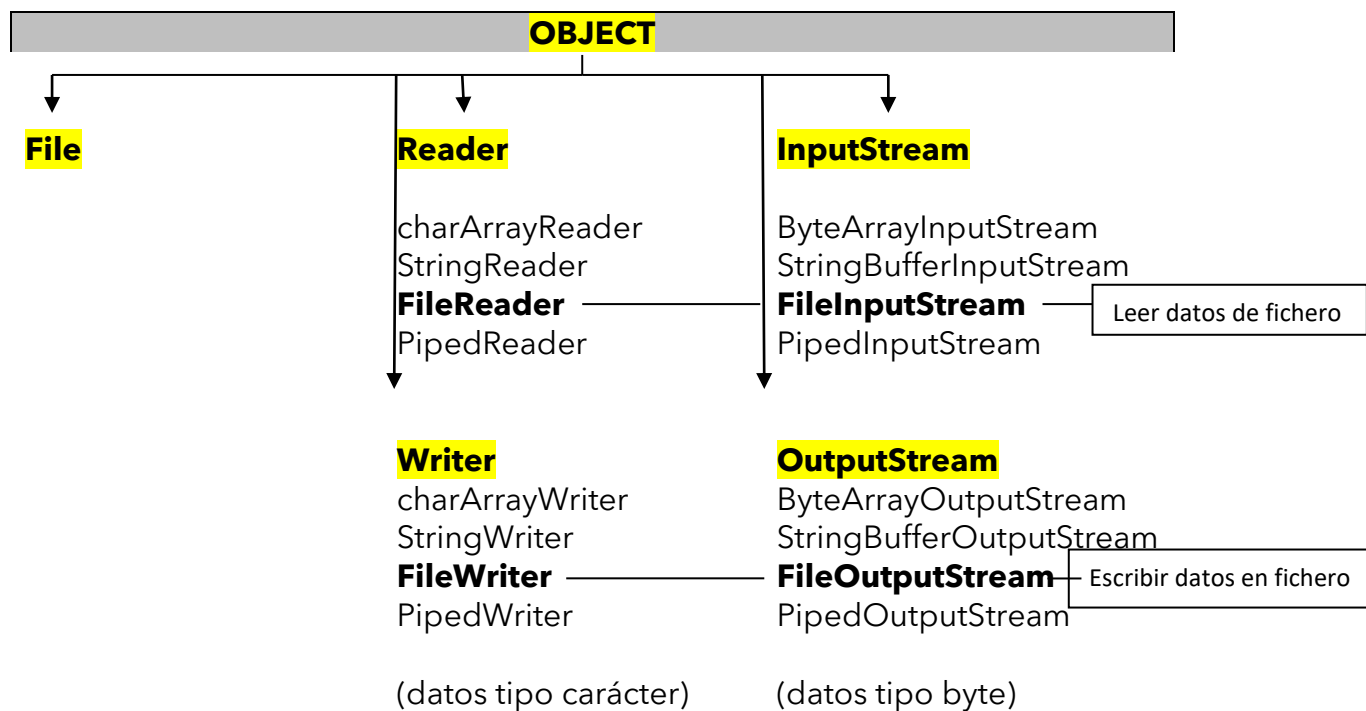 OBJECT
File
Reader
InputStream
charArrayReader
ByteArrayInputStream
StringReader
StringBufferInputStream
FileReader
FileInputStream
Leer datos de fichero
PipedReader
PipedInputStream
Writer
OutputStream
charArrayWriter
ByteArrayOutputStream
StringWriter
StringBufferOutputStream
FileWriter
FileOutputStream
Escribir datos en fichero
PipedWriter
PipedOutputStream
(datos tipo carácter)
(datos tipo byte)